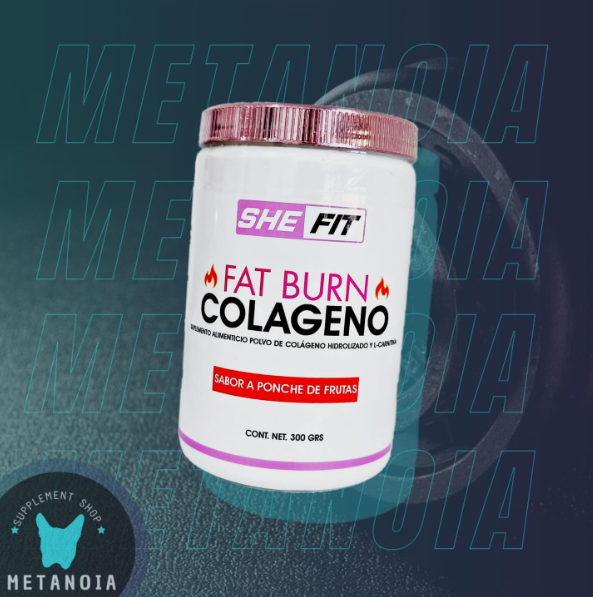 METANOIA
METANOIA
METANOIA
METANOIA
SHE FIT
FAT BURN
COLAGENO
SUPLEMENTO ALIMENTICIO POLVO DE COLÁGENO HIDROLIZADO Y L-CARNITINA
SABOR A PONCHE DE FRUTAS
CONT. NET. 300 GRS
SUPPLEMENT SHOP
METANOIA